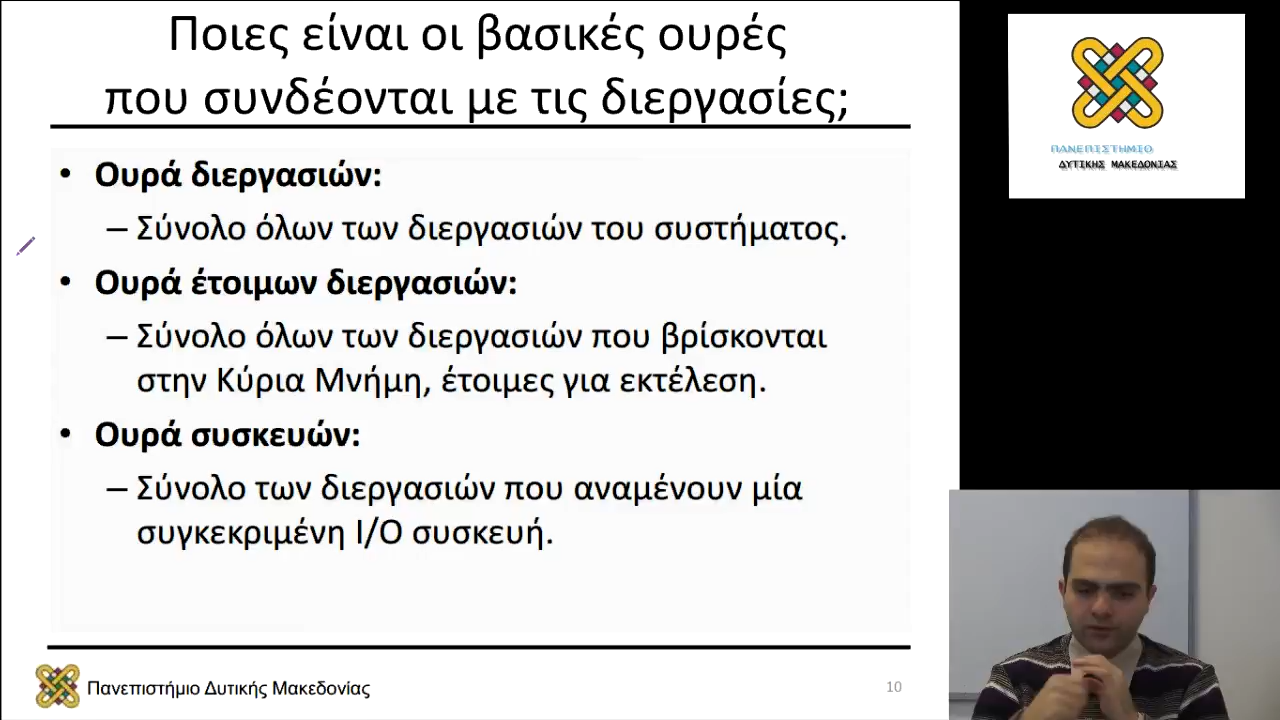 Ποιες είναι οι βασικές ουρές
που συνδέονται με τις διεργασίες;
• Ουρά διεργασιών:
– Σύνολο όλων των διεργασιών του συστήματος.
• Ουρά έτοιμων διεργασιών:
– Σύνολο όλων των διεργασιών που βρίσκονται
στην Κύρια Μνήμη, έτοιμες για εκτέλεση.
• Ουρά συσκευών:
– Σύνολο των διεργασιών που αναμένουν μία
συγκεκριμένη I/O συσκευή.
Πανεπιστήμιο Δυτικής Μακεδονίας
10
ΠΑΝΕΠΙΣΤΗΜΙΟ
ΔΥΤΙΚΗΣ ΜΑΚΕΔΟΝΙΑΣ